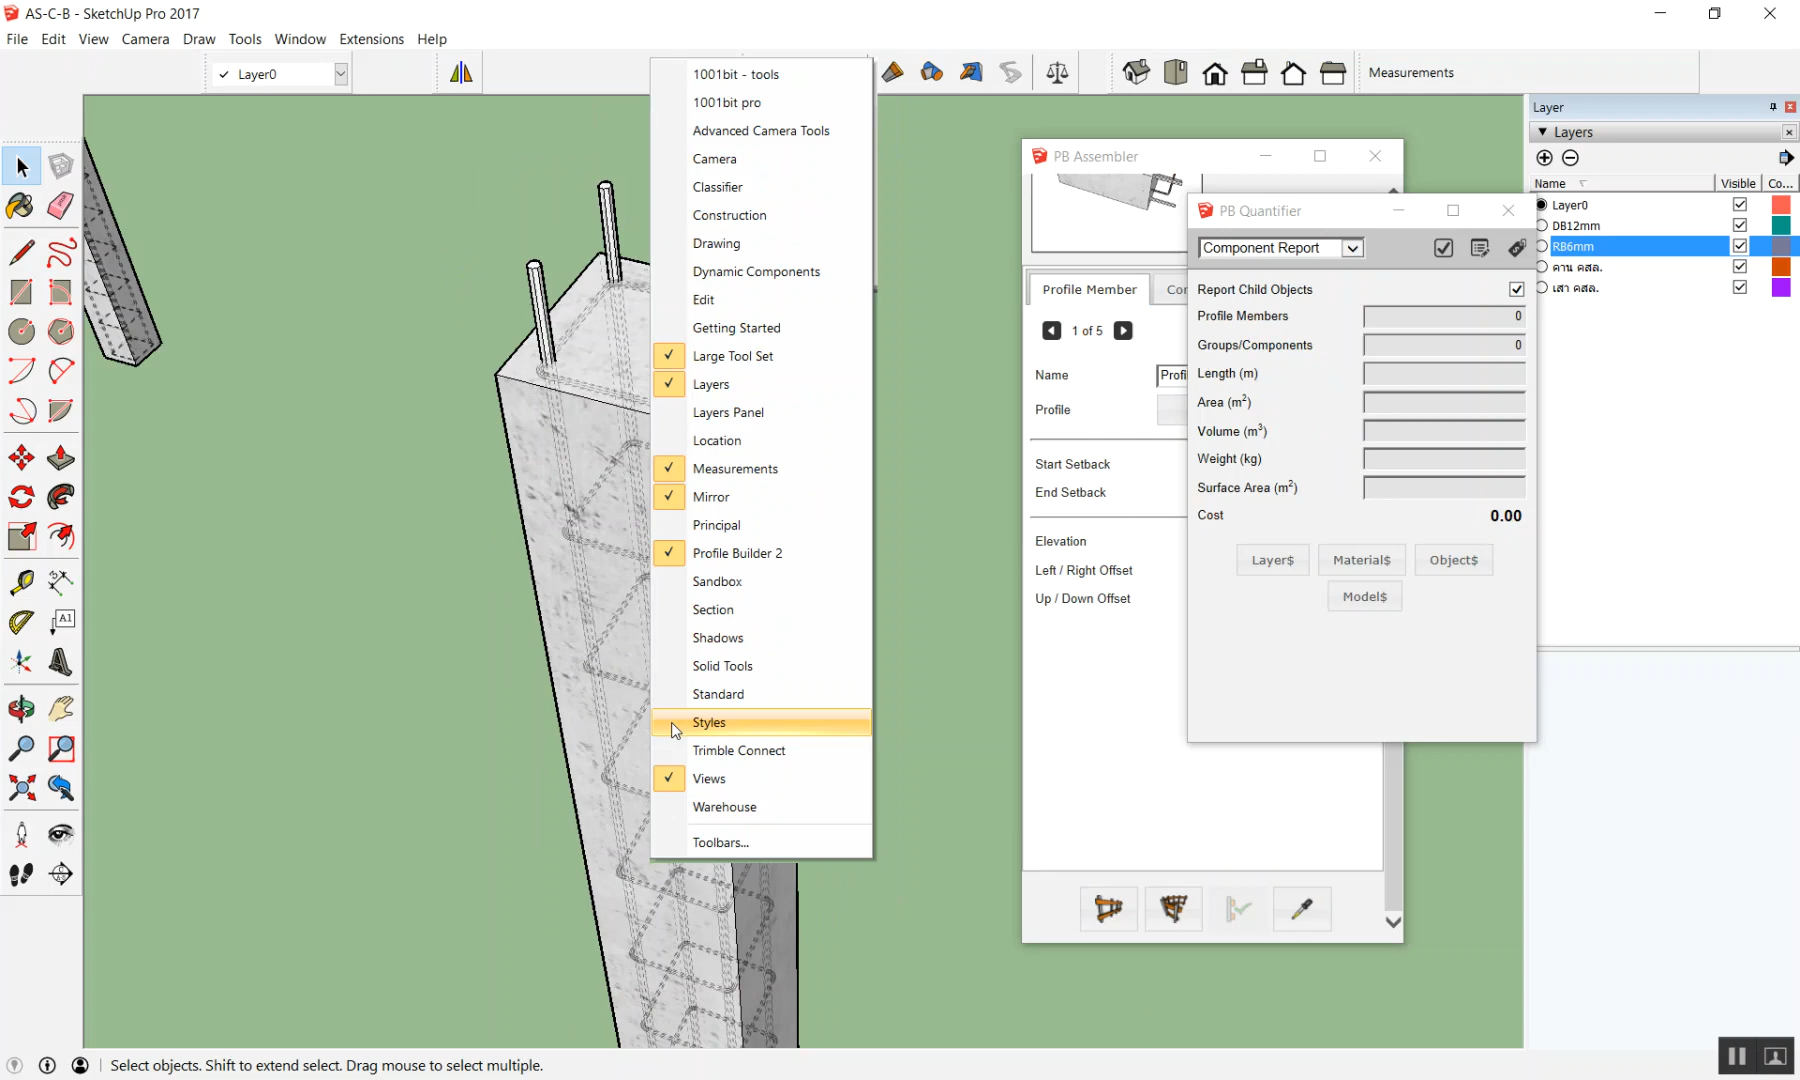 AS-C-B - SketchUp Pro 2017
File Edit View Camera Draw Tools Window Extensions Help
Layer0
Measurements
1001bit - tools
1001bit pro
Advanced Camera Tools
Camera
Classifier
Construction
Drawing
Dynamic Components
Edit
Getting Started
Large Tool Set
Layers
Layers Panel
Location
Measurements
Mirror
Principal
Profile Builder 2
Sandbox
Section
Shadows
Solid Tools
Standard
Styles
Trimble Connect
Views
Warehouse
Toolbars...
PB Assembler
Profile Member
1 of 5
Name
Profile
Start Setback
End Setback
Elevation
Left / Right Offset
Up / Down Offset
PB Quantifier
Component Report
Report Child Objects
Profile Members 0
Groups/Components 0
Length (m)
Area (m²)
Volume (m³)
Weight (kg)
Surface Area (m²)
Cost 0.00
Layer$ Material$ Object$
Model$
Layer
Layers
Name Visible Co...
Layer0
DB12mm
RB6mm
คาน คสล.
เสา คสล.
A1
Select objects. Shift to extend select. Drag mouse to select multiple.